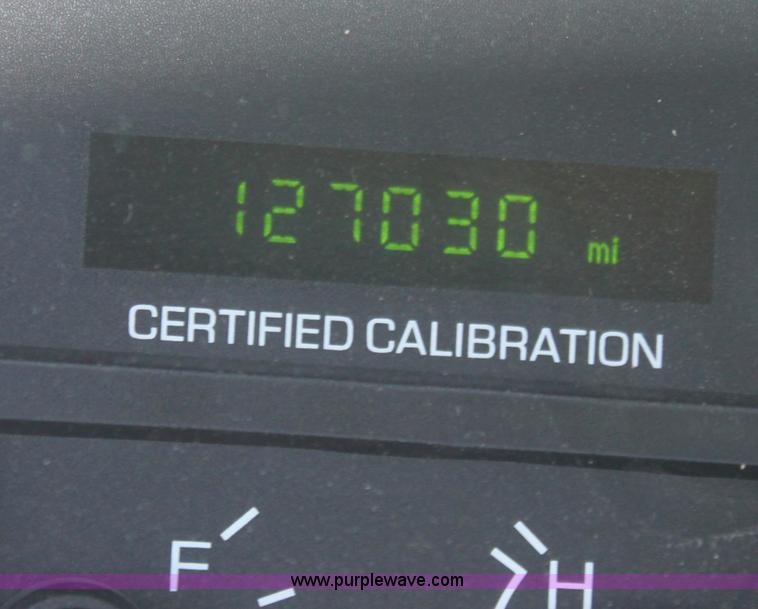 127030 mi
CERTIFIED CALIBRATION
F H
www.purplewave.com